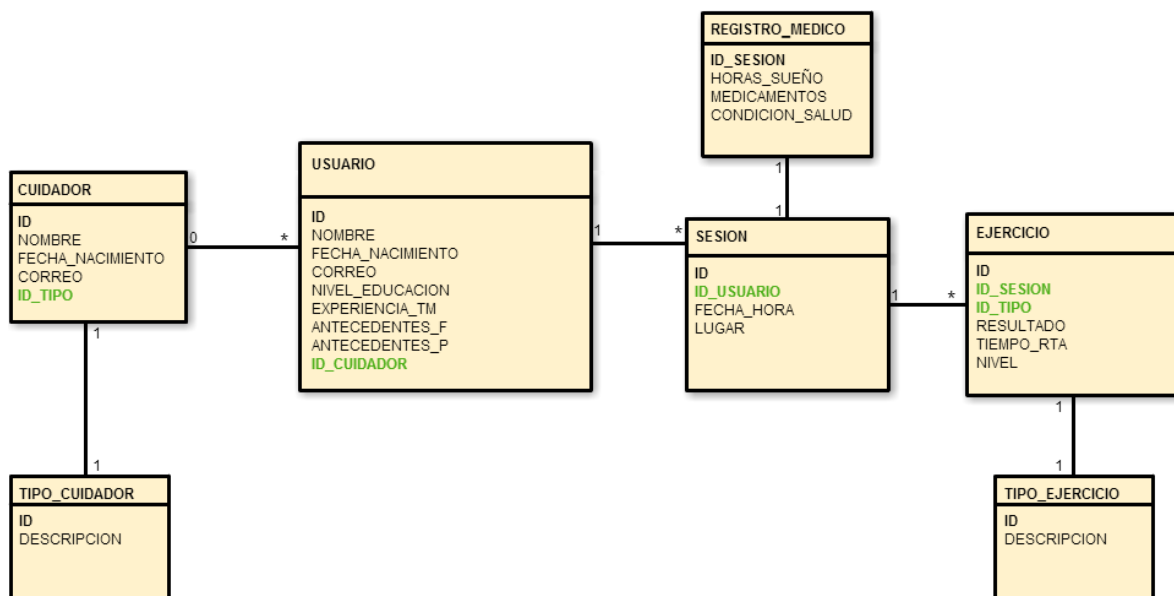 REGISTRO_MEDICO
ID_SESION
HORAS_SUEÑO
MEDICAMENTOS
CONDICION_SALUD
1
1
CUIDADOR
ID
NOMBRE
FECHA_NACIMIENTO
CORREO
ID_TIPO
0
*
1
1
USUARIO
ID
NOMBRE
FECHA_NACIMIENTO
CORREO
NIVEL_EDUCACION
EXPERIENCIA_TM
ANTECEDENTES_F
ANTECEDENTES_P
ID_CUIDADOR
1
*
SESION
ID
ID_USUARIO
FECHA_HORA
LUGAR
1
*
EJERCICIO
ID
ID_SESION
ID_TIPO
RESULTADO
TIEMPO_RTA
NIVEL
1
1
TIPO_CUIDADOR
ID
DESCRIPCION
TIPO_EJERCICIO
ID
DESCRIPCION